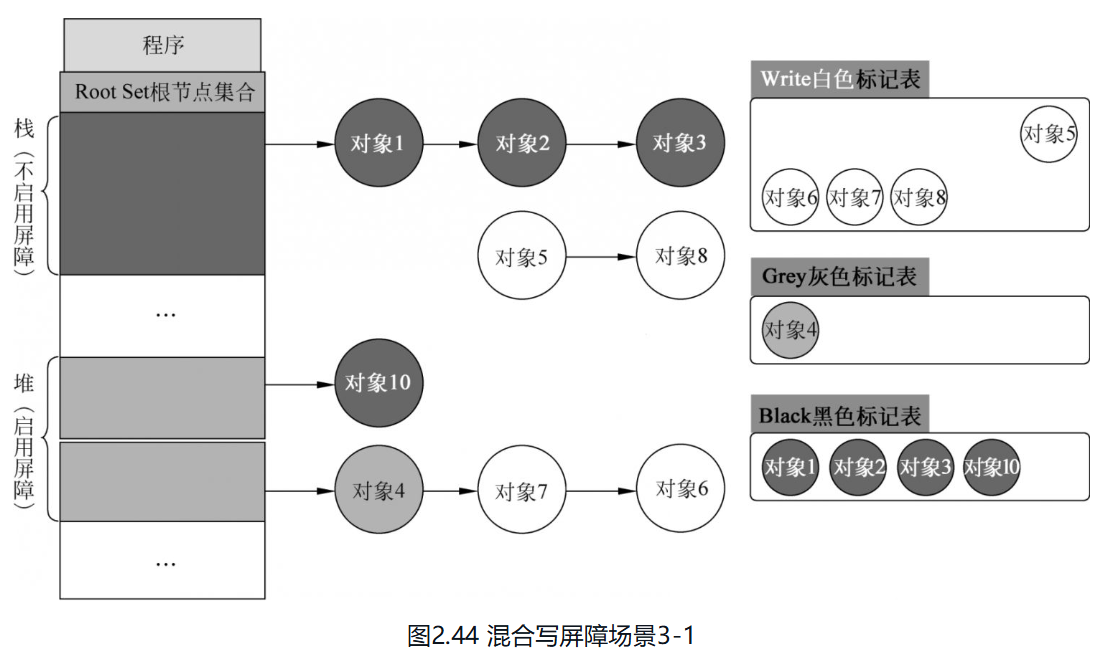 程序
Root Set根节点集合
栈（不启用屏障）
…
堆（启用屏障）
…
对象1
对象2
对象3
对象5
对象8
对象10
对象4
对象7
对象6
Write白色标记表
对象5
对象6 对象7 对象8
Grey灰色标记表
对象4
Black黑色标记表
对象1 对象2 对象3 对象10
图2.44 混合写屏障场景3-1